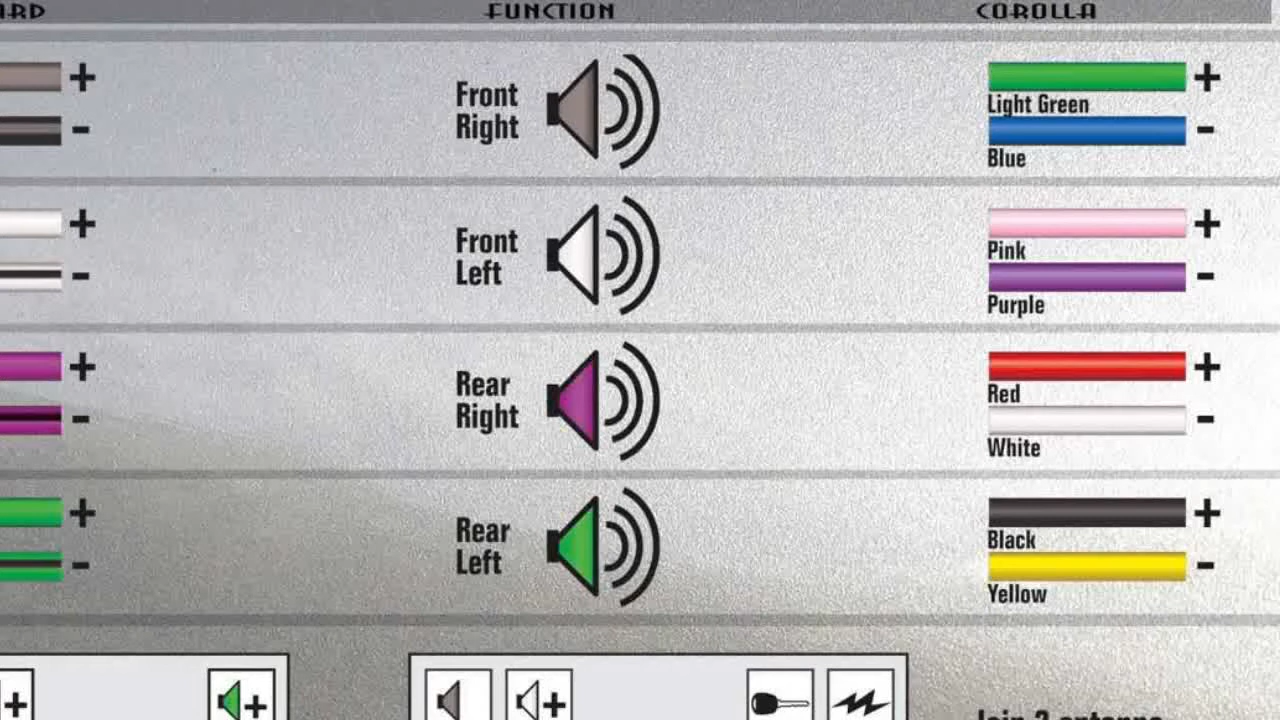 FUNCTION
COROLLA
+
-
Front
Right
Light Green
+
Blue
-
+
-
Front
Left
Pink
+
Purple
-
+
-
Rear
Right
Red
+
White
-
+
-
Rear
Left
Black
+
Yellow
-
+
+
+